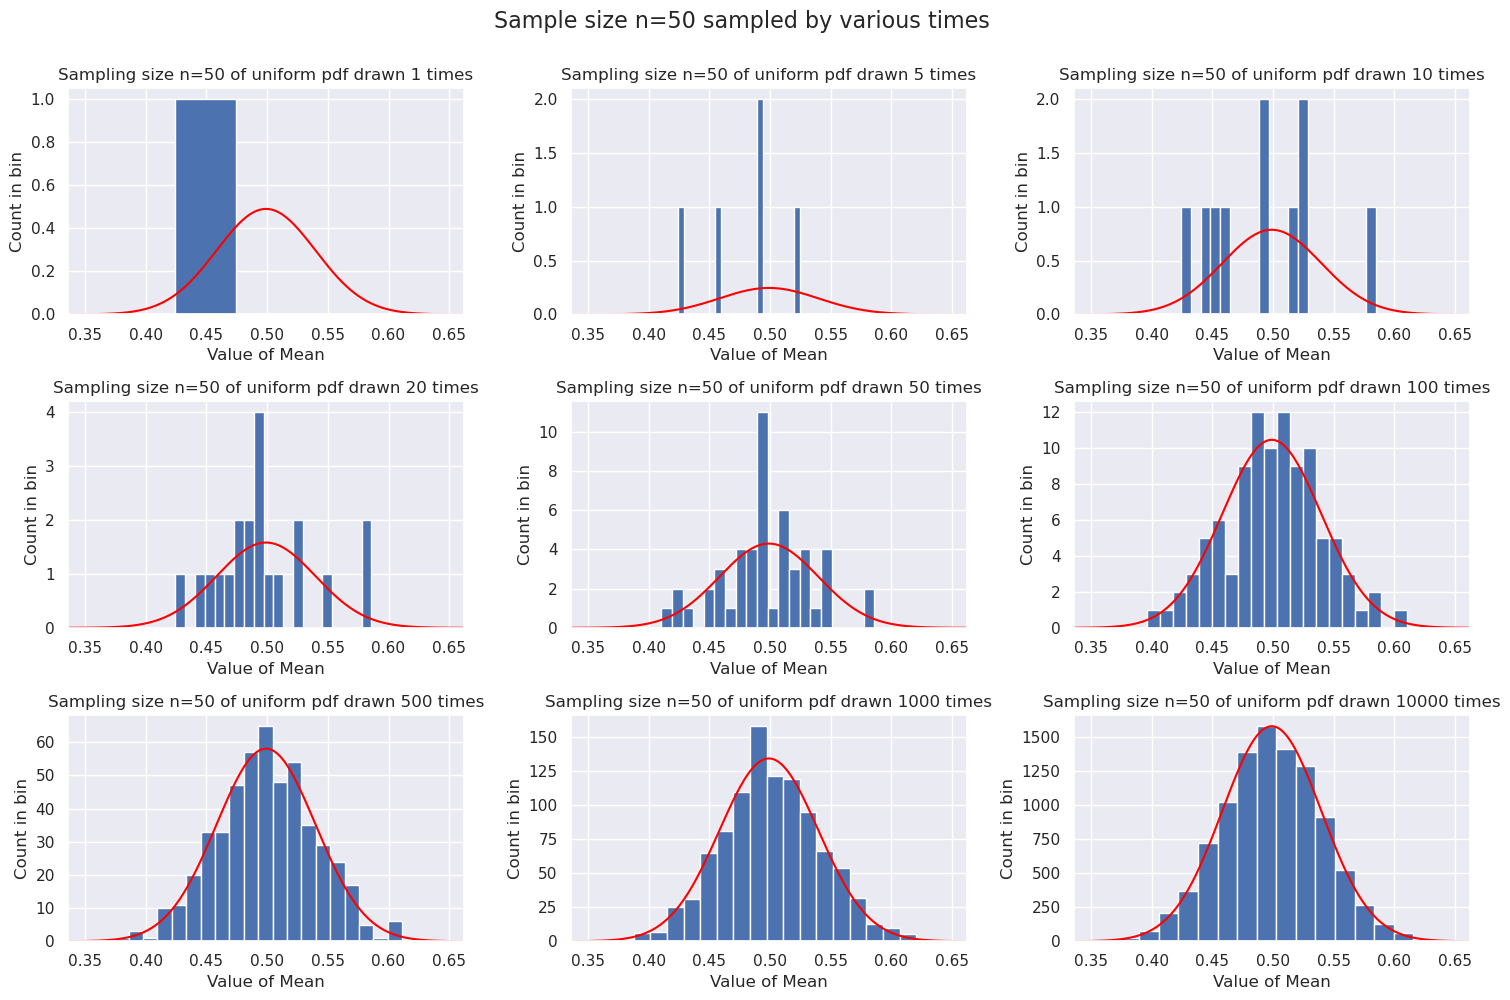 Sample size n=50 sampled by various times
Sampling size n=50 of uniform pdf drawn 1 times
Count in bin
1.0
0.8
0.6
0.4
0.2
0.0
0.35 0.40 0.45 0.50 0.55 0.60 0.65
Value of Mean
Sampling size n=50 of uniform pdf drawn 5 times
Count in bin
2.0
1.5
1.0
0.5
0.0
0.35 0.40 0.45 0.50 0.55 0.60 0.65
Value of Mean
Sampling size n=50 of uniform pdf drawn 10 times
Count in bin
2.0
1.5
1.0
0.5
0.0
0.35 0.40 0.45 0.50 0.55 0.60 0.65
Value of Mean
Sampling size n=50 of uniform pdf drawn 20 times
Count in bin
4
3
2
1
0
0.35 0.40 0.45 0.50 0.55 0.60 0.65
Value of Mean
Sampling size n=50 of uniform pdf drawn 50 times
Count in bin
10
8
6
4
2
0
0.35 0.40 0.45 0.50 0.55 0.60 0.65
Value of Mean
Sampling size n=50 of uniform pdf drawn 100 times
Count in bin
12
10
8
6
4
2
0
0.35 0.40 0.45 0.50 0.55 0.60 0.65
Value of Mean
Sampling size n=50 of uniform pdf drawn 500 times
Count in bin
60
50
40
30
20
10
0
0.35 0.40 0.45 0.50 0.55 0.60 0.65
Value of Mean
Sampling size n=50 of uniform pdf drawn 1000 times
Count in bin
150
125
100
75
50
25
0
0.35 0.40 0.45 0.50 0.55 0.60 0.65
Value of Mean
Sampling size n=50 of uniform pdf drawn 10000 times
Count in bin
1500
1250
1000
750
500
250
0
0.35 0.40 0.45 0.50 0.55 0.60 0.65
Value of Mean